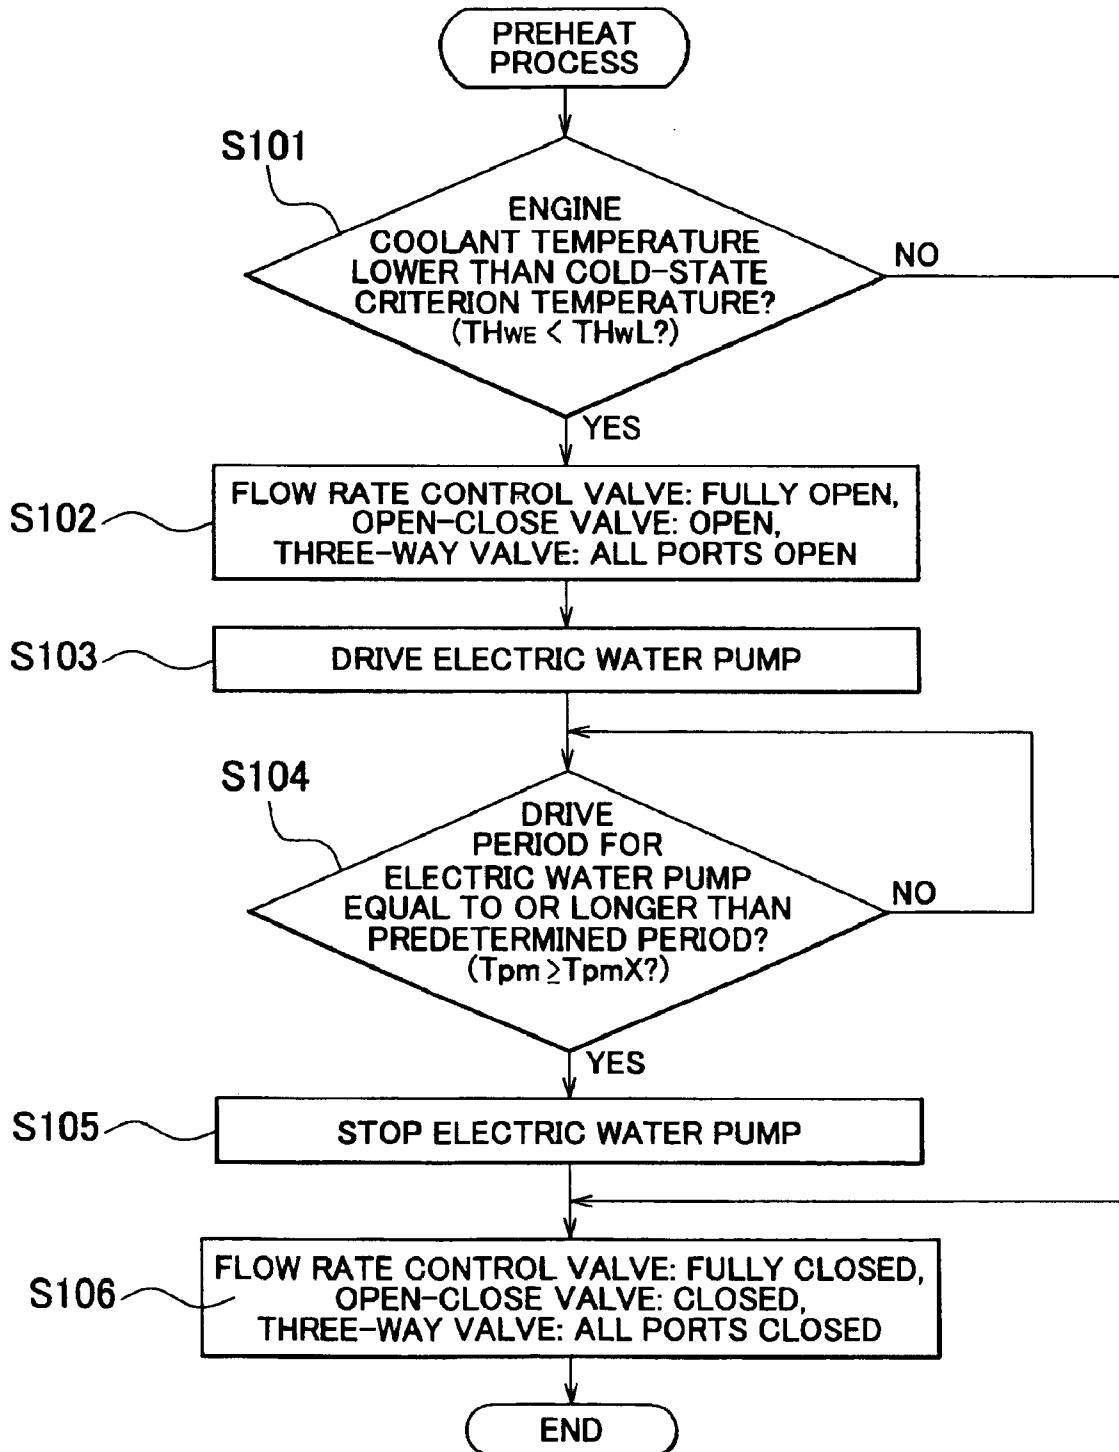 PREHEAT
PROCESS
S101
ENGINE
COOLANT TEMPERATURE
LOWER THAN COLD-STATE
CRITERION TEMPERATURE?
(THWE < THWL?)
NO
YES
S102
FLOW RATE CONTROL VALVE: FULLY OPEN,
OPEN-CLOSE VALVE: OPEN,
THREE-WAY VALVE: ALL PORTS OPEN
S103
DRIVE ELECTRIC WATER PUMP
S104
DRIVE
PERIOD FOR
ELECTRIC WATER PUMP
EQUAL TO OR LONGER THAN
PREDETERMINED PERIOD?
(Tpm ≥ TpmX?)
NO
YES
S105
STOP ELECTRIC WATER PUMP
S106
FLOW RATE CONTROL VALVE: FULLY CLOSED,
OPEN-CLOSE VALVE: CLOSED,
THREE-WAY VALVE: ALL PORTS CLOSED
END